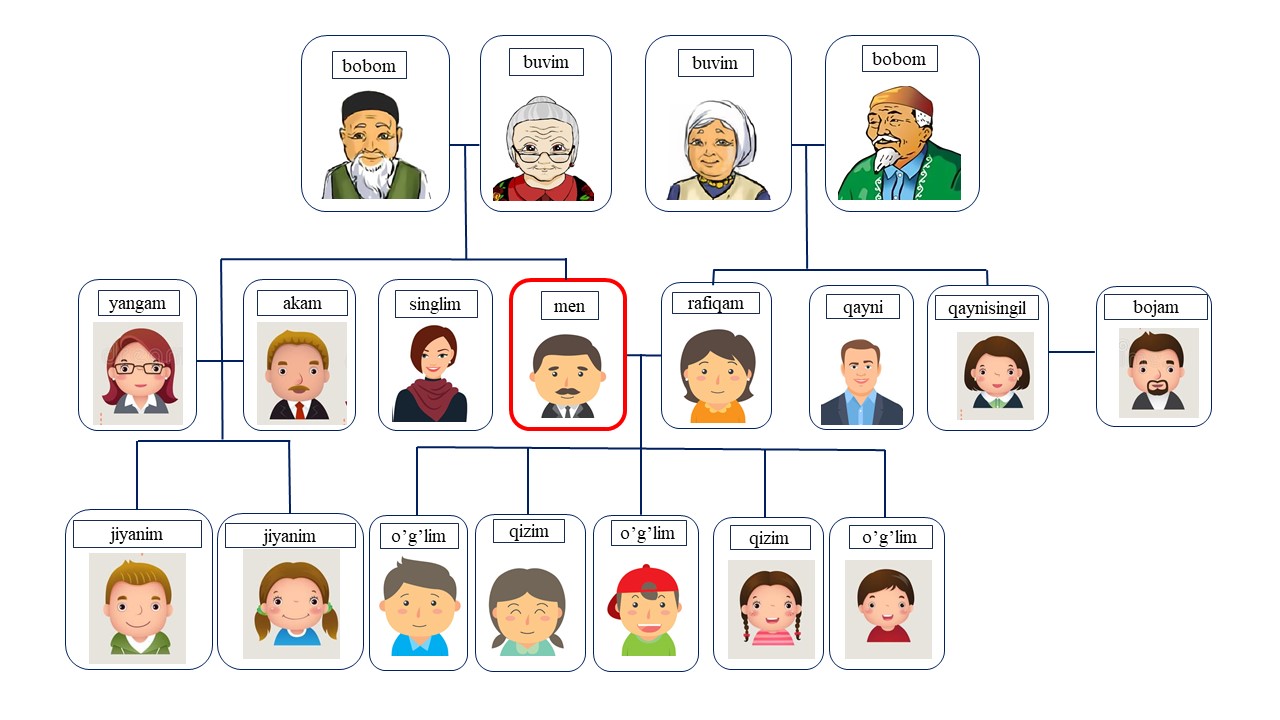 bobom
buvim
buvim
bobom
yangam
akam
singlim
men
rafiqam
qayni
qaynisingil
bojam
jiyanim
jiyanim
o’g’lim
qizim
o’g’lim
qizim
o’g’lim